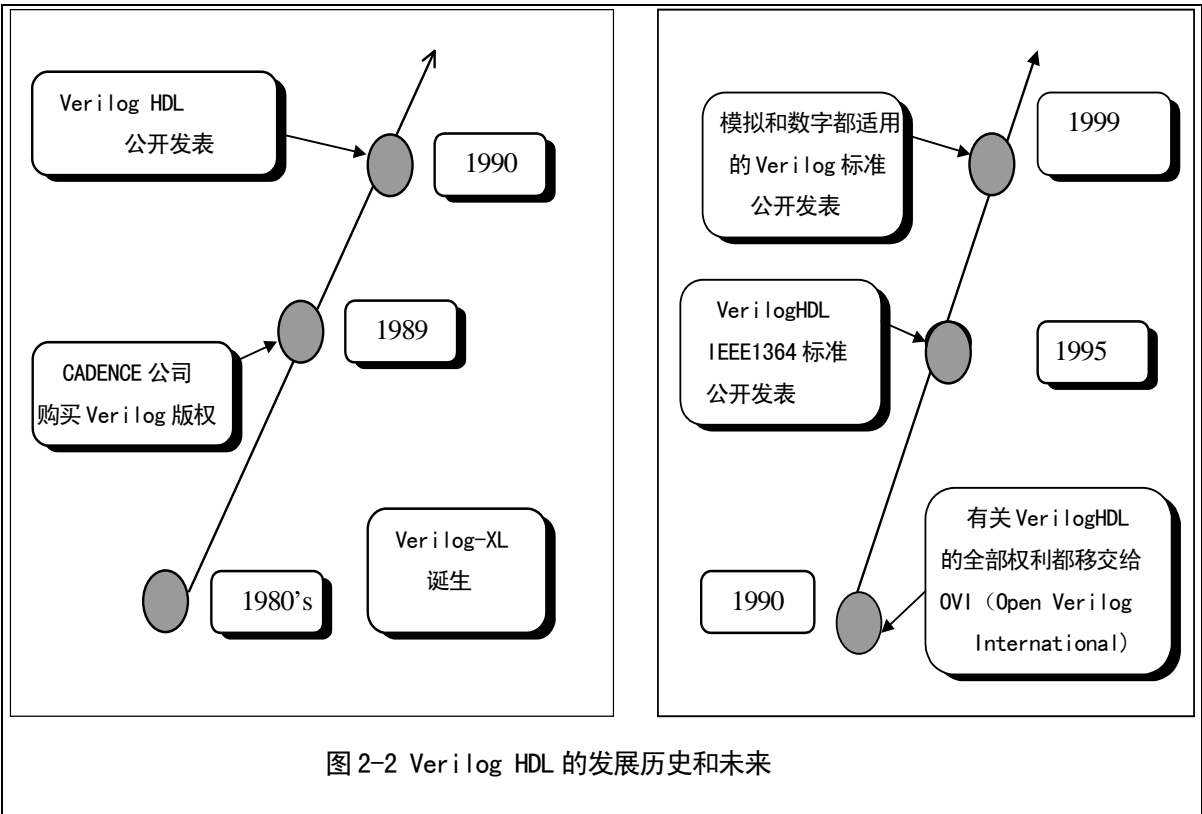 Verilog HDL
公开发表
1990
1989
CADENCE 公司
购买 Verilog 版权
Verilog-XL
诞生
1980’s
模拟和数字都适用
的 Verilog 标准
公开发表
1999
VerilogHDL
IEEE1364 标准
公开发表
1995
有关 VerilogHDL
的全部权利都移交给
OVI（Open Verilog
International)
1990
图 2-2 Verilog HDL 的发展历史和未来